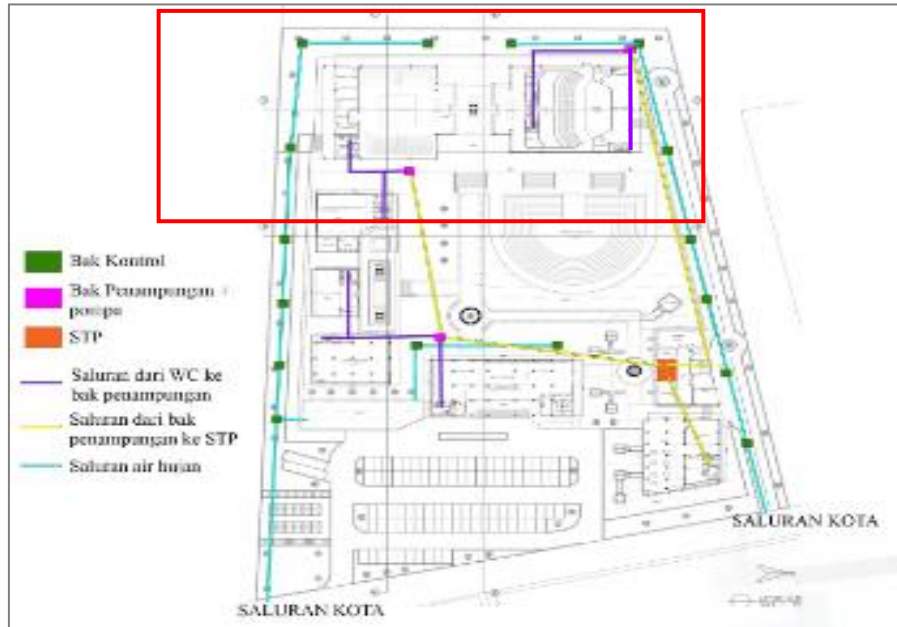 Bak Kontrol
Bak Penampungan +
pompa
STP
Saluran dari WC ke
bak penampungan
Saluran dari bak
penampungan ke STP
Saluran air hujan
SALURAN KOTA
SALURAN KOTA